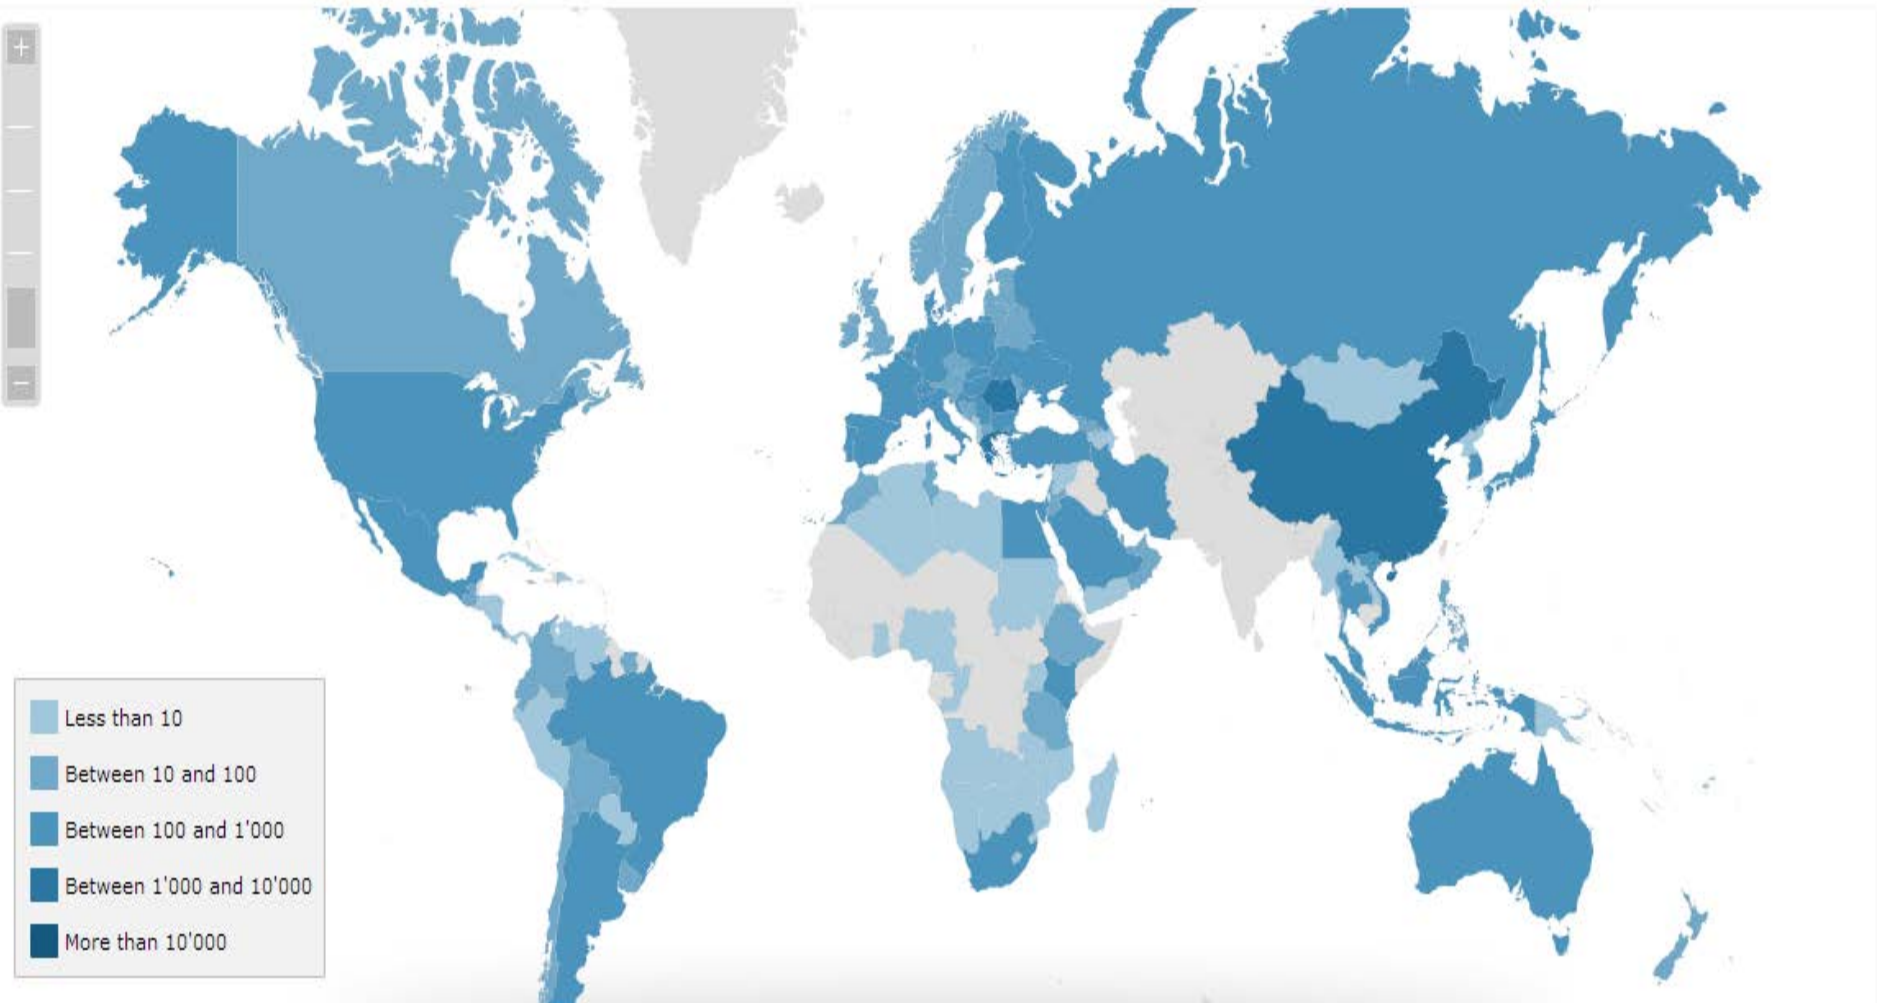 +
−
Less than 10
Between 10 and 100
Between 100 and 1'000
Between 1'000 and 10'000
More than 10'000